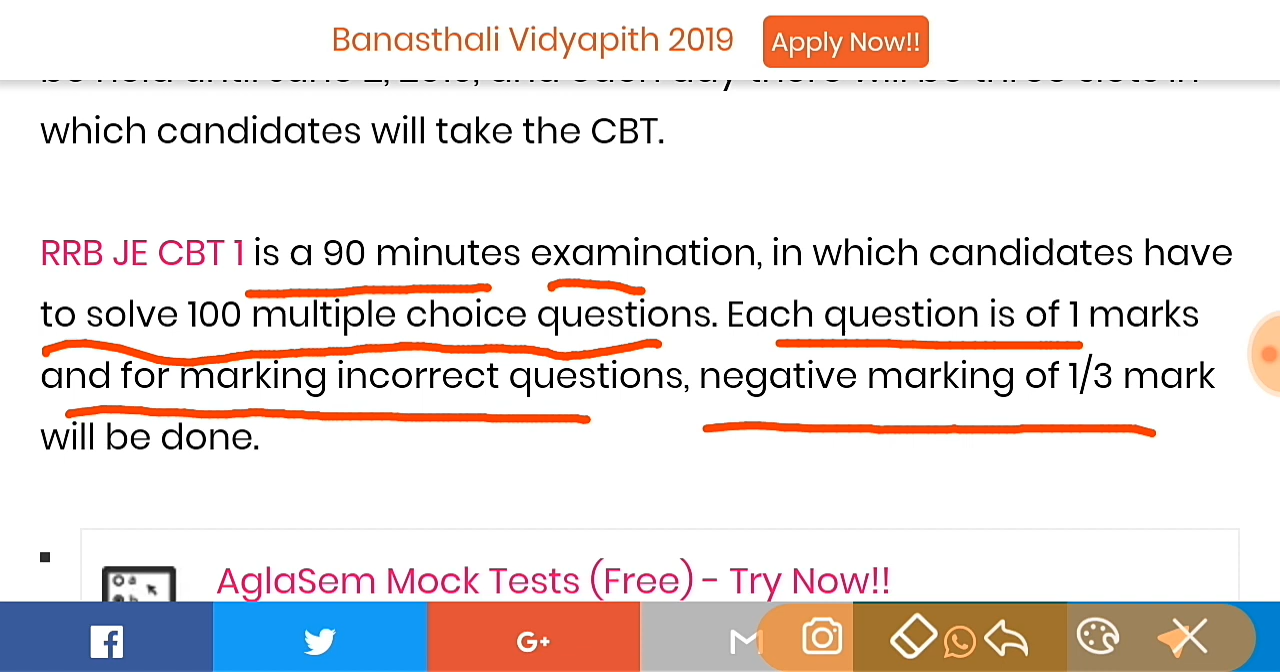 Banasthali Vidyapith 2019 Apply Now!!
which candidates will take the CBT.
RRB JE CBT 1 is a 90 minutes examination, in which candidates have
to solve 100 multiple choice questions. Each question is of 1 marks
and for marking incorrect questions, negative marking of 1/3 mark
will be done.
AglaSem Mock Tests (Free) - Try Now!!
G+